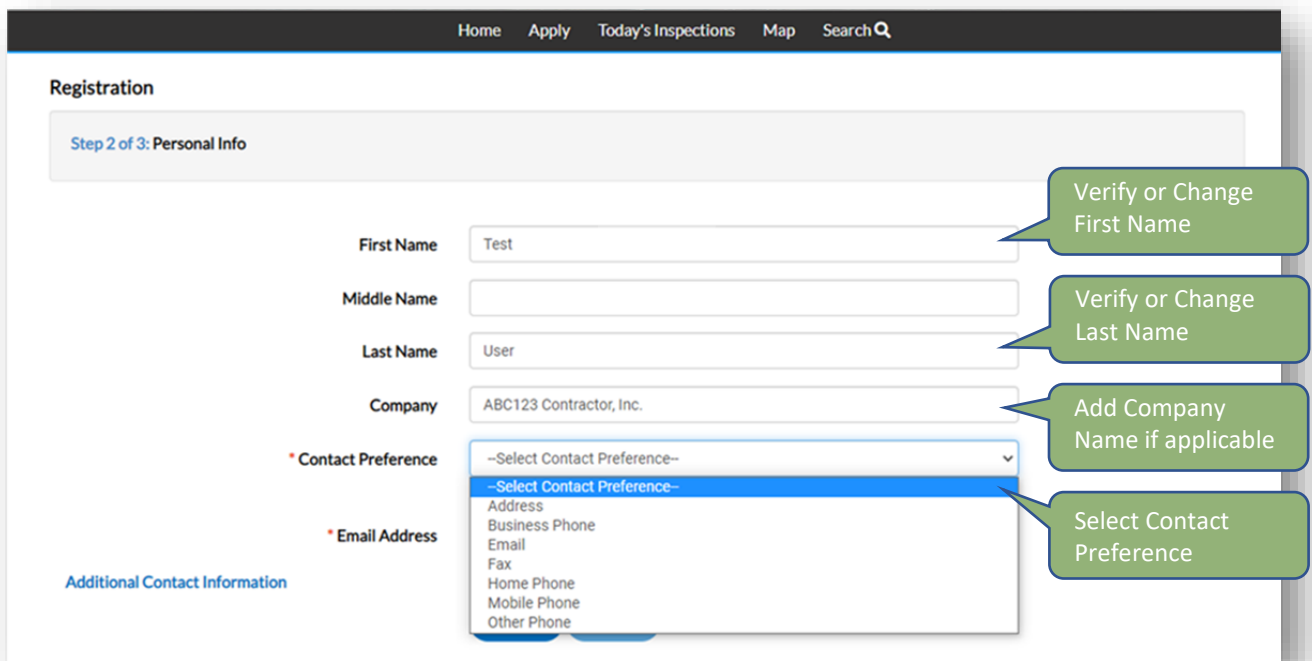 Home Apply Today's Inspections Map Search
Registration
Step 2 of 3: Personal Info
Verify or Change
First Name
First Name Test
Middle Name
Verify or Change
Last Name
Last Name User
Company ABC123 Contractor, Inc.
Add Company
Name if applicable
* Contact Preference --Select Contact Preference--
--Select Contact Preference--
Address
Business Phone
Email
Fax
Home Phone
Mobile Phone
Other Phone
Select Contact
Preference
* Email Address
Additional Contact Information